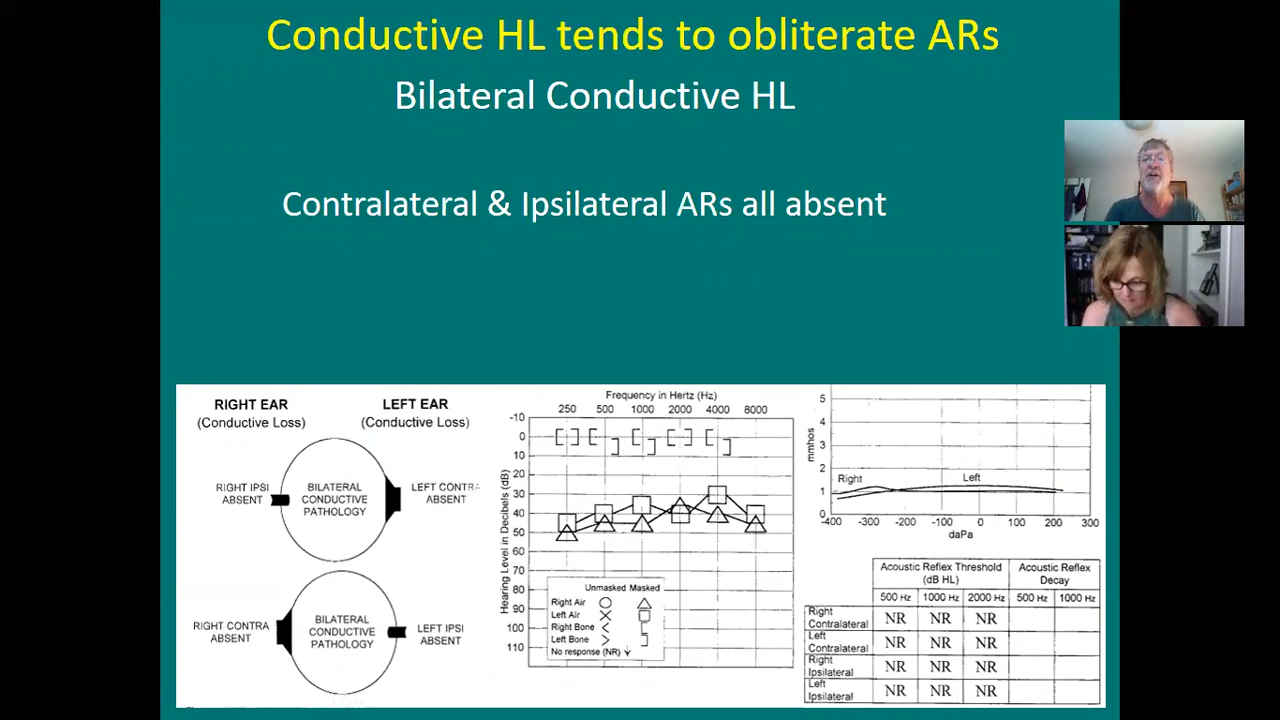 Conductive HL tends to obliterate ARs
Bilateral Conductive HL
Contralateral & Ipsilateral ARs all absent
RIGHT EAR
(Conductive Loss)
LEFT EAR
(Conductive Loss)
RIGHT IPSI
ABSENT
BILATERAL
CONDUCTIVE
PATHOLOGY
LEFT CONTRA
ABSENT
RIGHT CONTRA
ABSENT
BILATERAL
CONDUCTIVE
PATHOLOGY
LEFT IPSI
ABSENT
Frequency in Hertz (Hz)
250 500 1000 2000 4000 8000
Hearing Level in Decibels (dB)
-10
0
10
20
30
40
50
60
70
80
90
100
110
Unmasked Masked
Right Air
Left Air
Right Bone
Left Bone
No response (NR)
mmhos
5
4
3
2
1
0
Right
Left
-400 -300 -200 -100 0 100 200 300
daPa
Acoustic Reflex Threshold
(dB HL)
Acoustic Reflex
Decay
500 Hz 1000 Hz 2000 Hz 500 Hz 1000 Hz
Right
Contralateral NR NR NR
Left
Contralateral NR NR NR
Right
Ipsilateral NR NR NR
Left
Ipsilateral NR NR NR